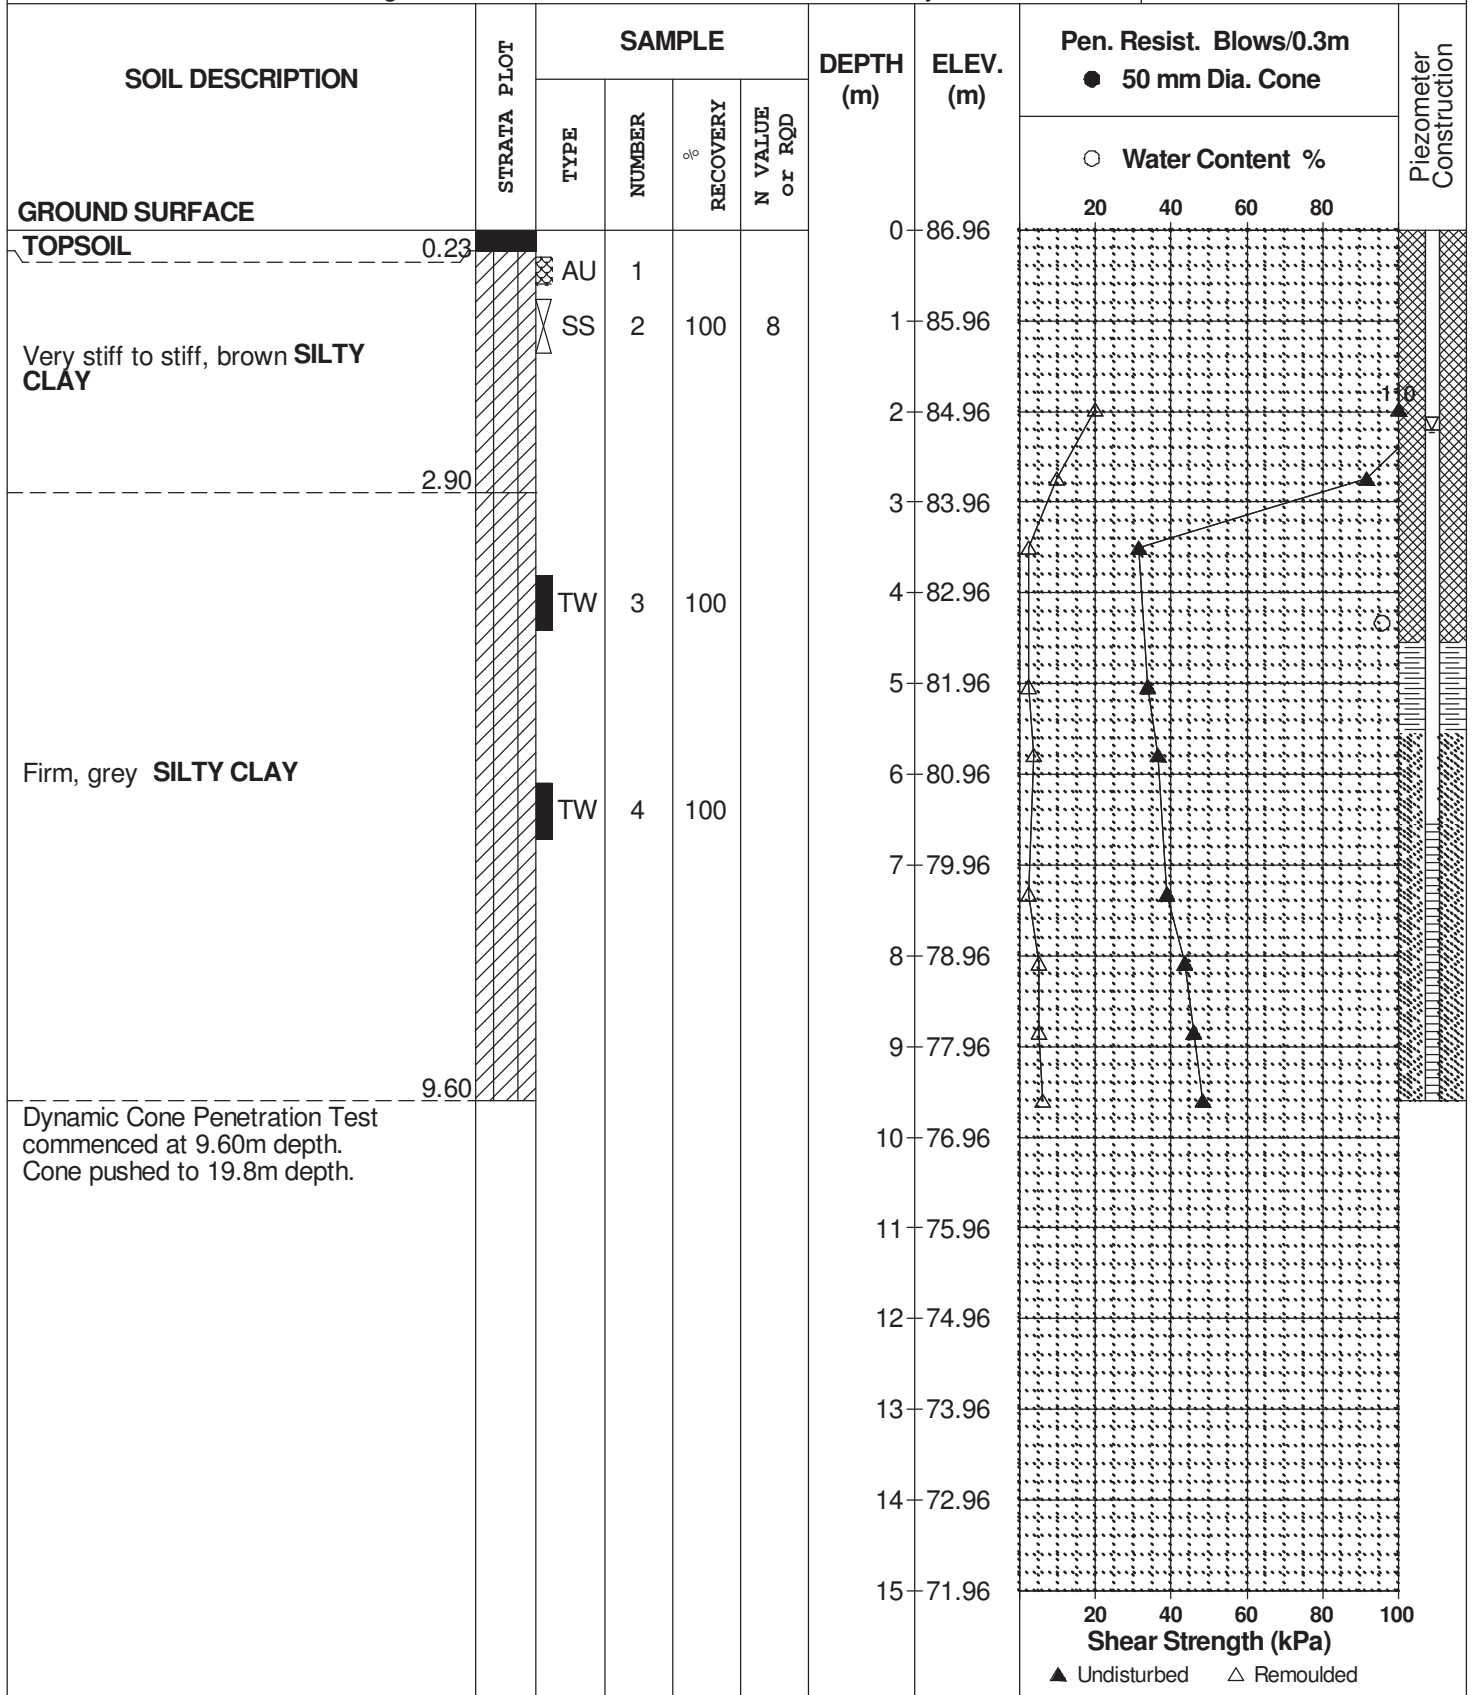 SOIL DESCRIPTION
GROUND SURFACE
STRATA PLOT
SAMPLE
TYPE
NUMBER
% RECOVERY
N VALUE
or RQD
DEPTH
(m)
ELEV.
(m)
Pen. Resist. Blows/0.3m
● 50 mm Dia. Cone
○ Water Content %
20 40 60 80
Piezometer
Construction
TOPSOIL 0.23
AU 1
SS 2 100 8
Very stiff to stiff, brown SILTY
CLAY
2.90
TW 3 100
Firm, grey SILTY CLAY
TW 4 100
9.60
Dynamic Cone Penetration Test
commenced at 9.60m depth.
Cone pushed to 19.8m depth.
0 86.96
1 85.96
110
2 84.96
3 83.96
4 82.96
5 81.96
6 80.96
7 79.96
8 78.96
9 77.96
10 76.96
11 75.96
12 74.96
13 73.96
14 72.96
15 71.96
20 40 60 80 100
Shear Strength (kPa)
▲ Undisturbed △ Remoulded